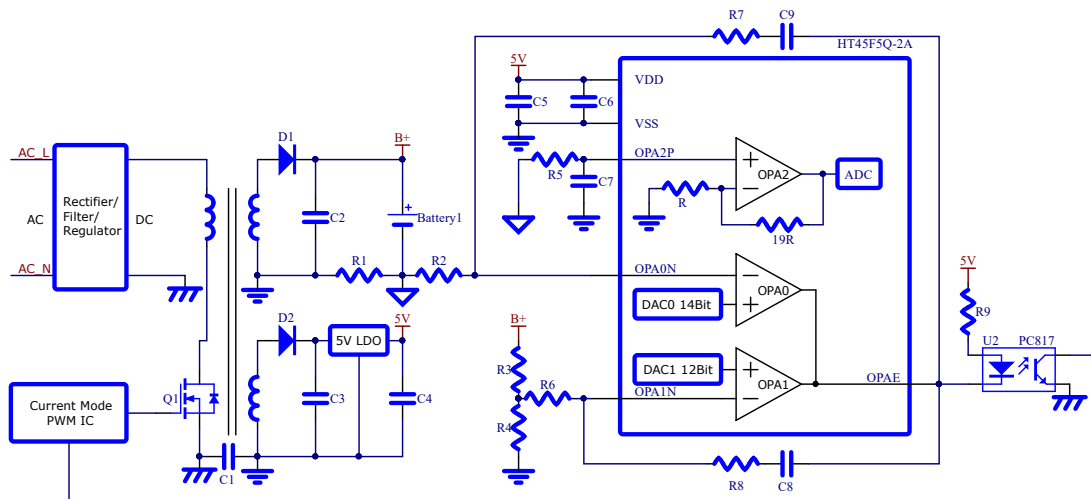 R7
C9
HT45F5Q-2A
5V
VDD
C5
C6
VSS
D1
B+
AC_L
OPA2P
R5
C7
OPA2
ADC
R
19R
Rectifier/
Filter/
Regulator
AC
DC
C2
+
Battery1
AC_N
R1
R2
OPA0N
OPA0
DAC0 14Bit
5V
R9
D2
5V
5V LDO
B+
U2
PC817
R3
R6
DAC1 12Bit
OPA1
OPAE
OPA1N
Q1
Current Mode
PWM IC
C3
C4
R4
C1
R8
C8